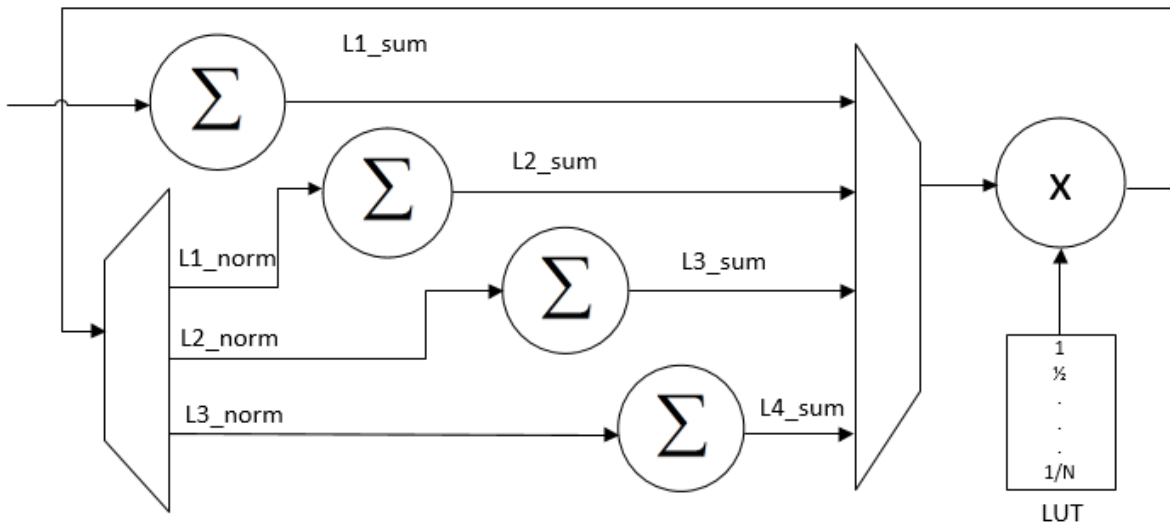 L1_sum
Σ
L2_sum
Σ
L1_norm
L3_sum
Σ
L2_norm
L3_norm
L4_sum
Σ
x
1
½
.
.
.
1/N
LUT